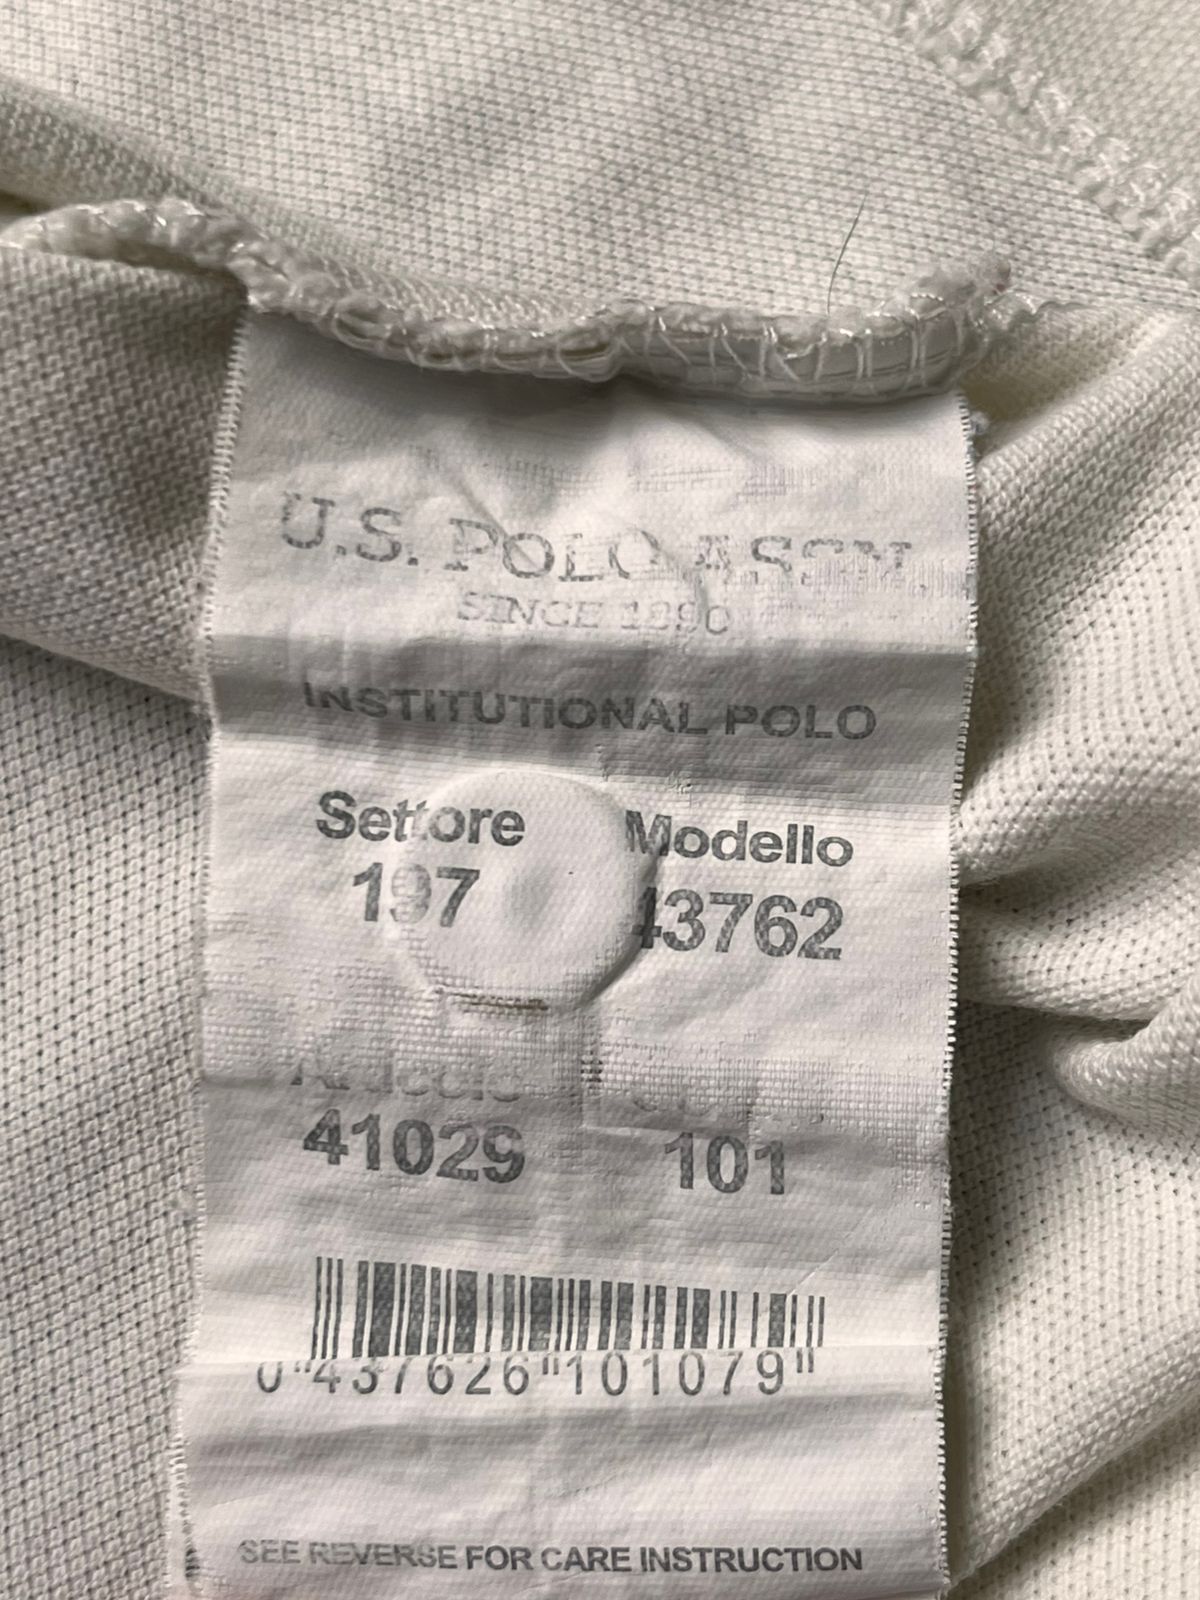 U.S. POLO ASSN.
SINCE 1890
INSTITUTIONAL POLO
Settore Modello
197 43762
Articolo
41029 101
0"437626"101079"
SEE REVERSE FOR CARE INSTRUCTION